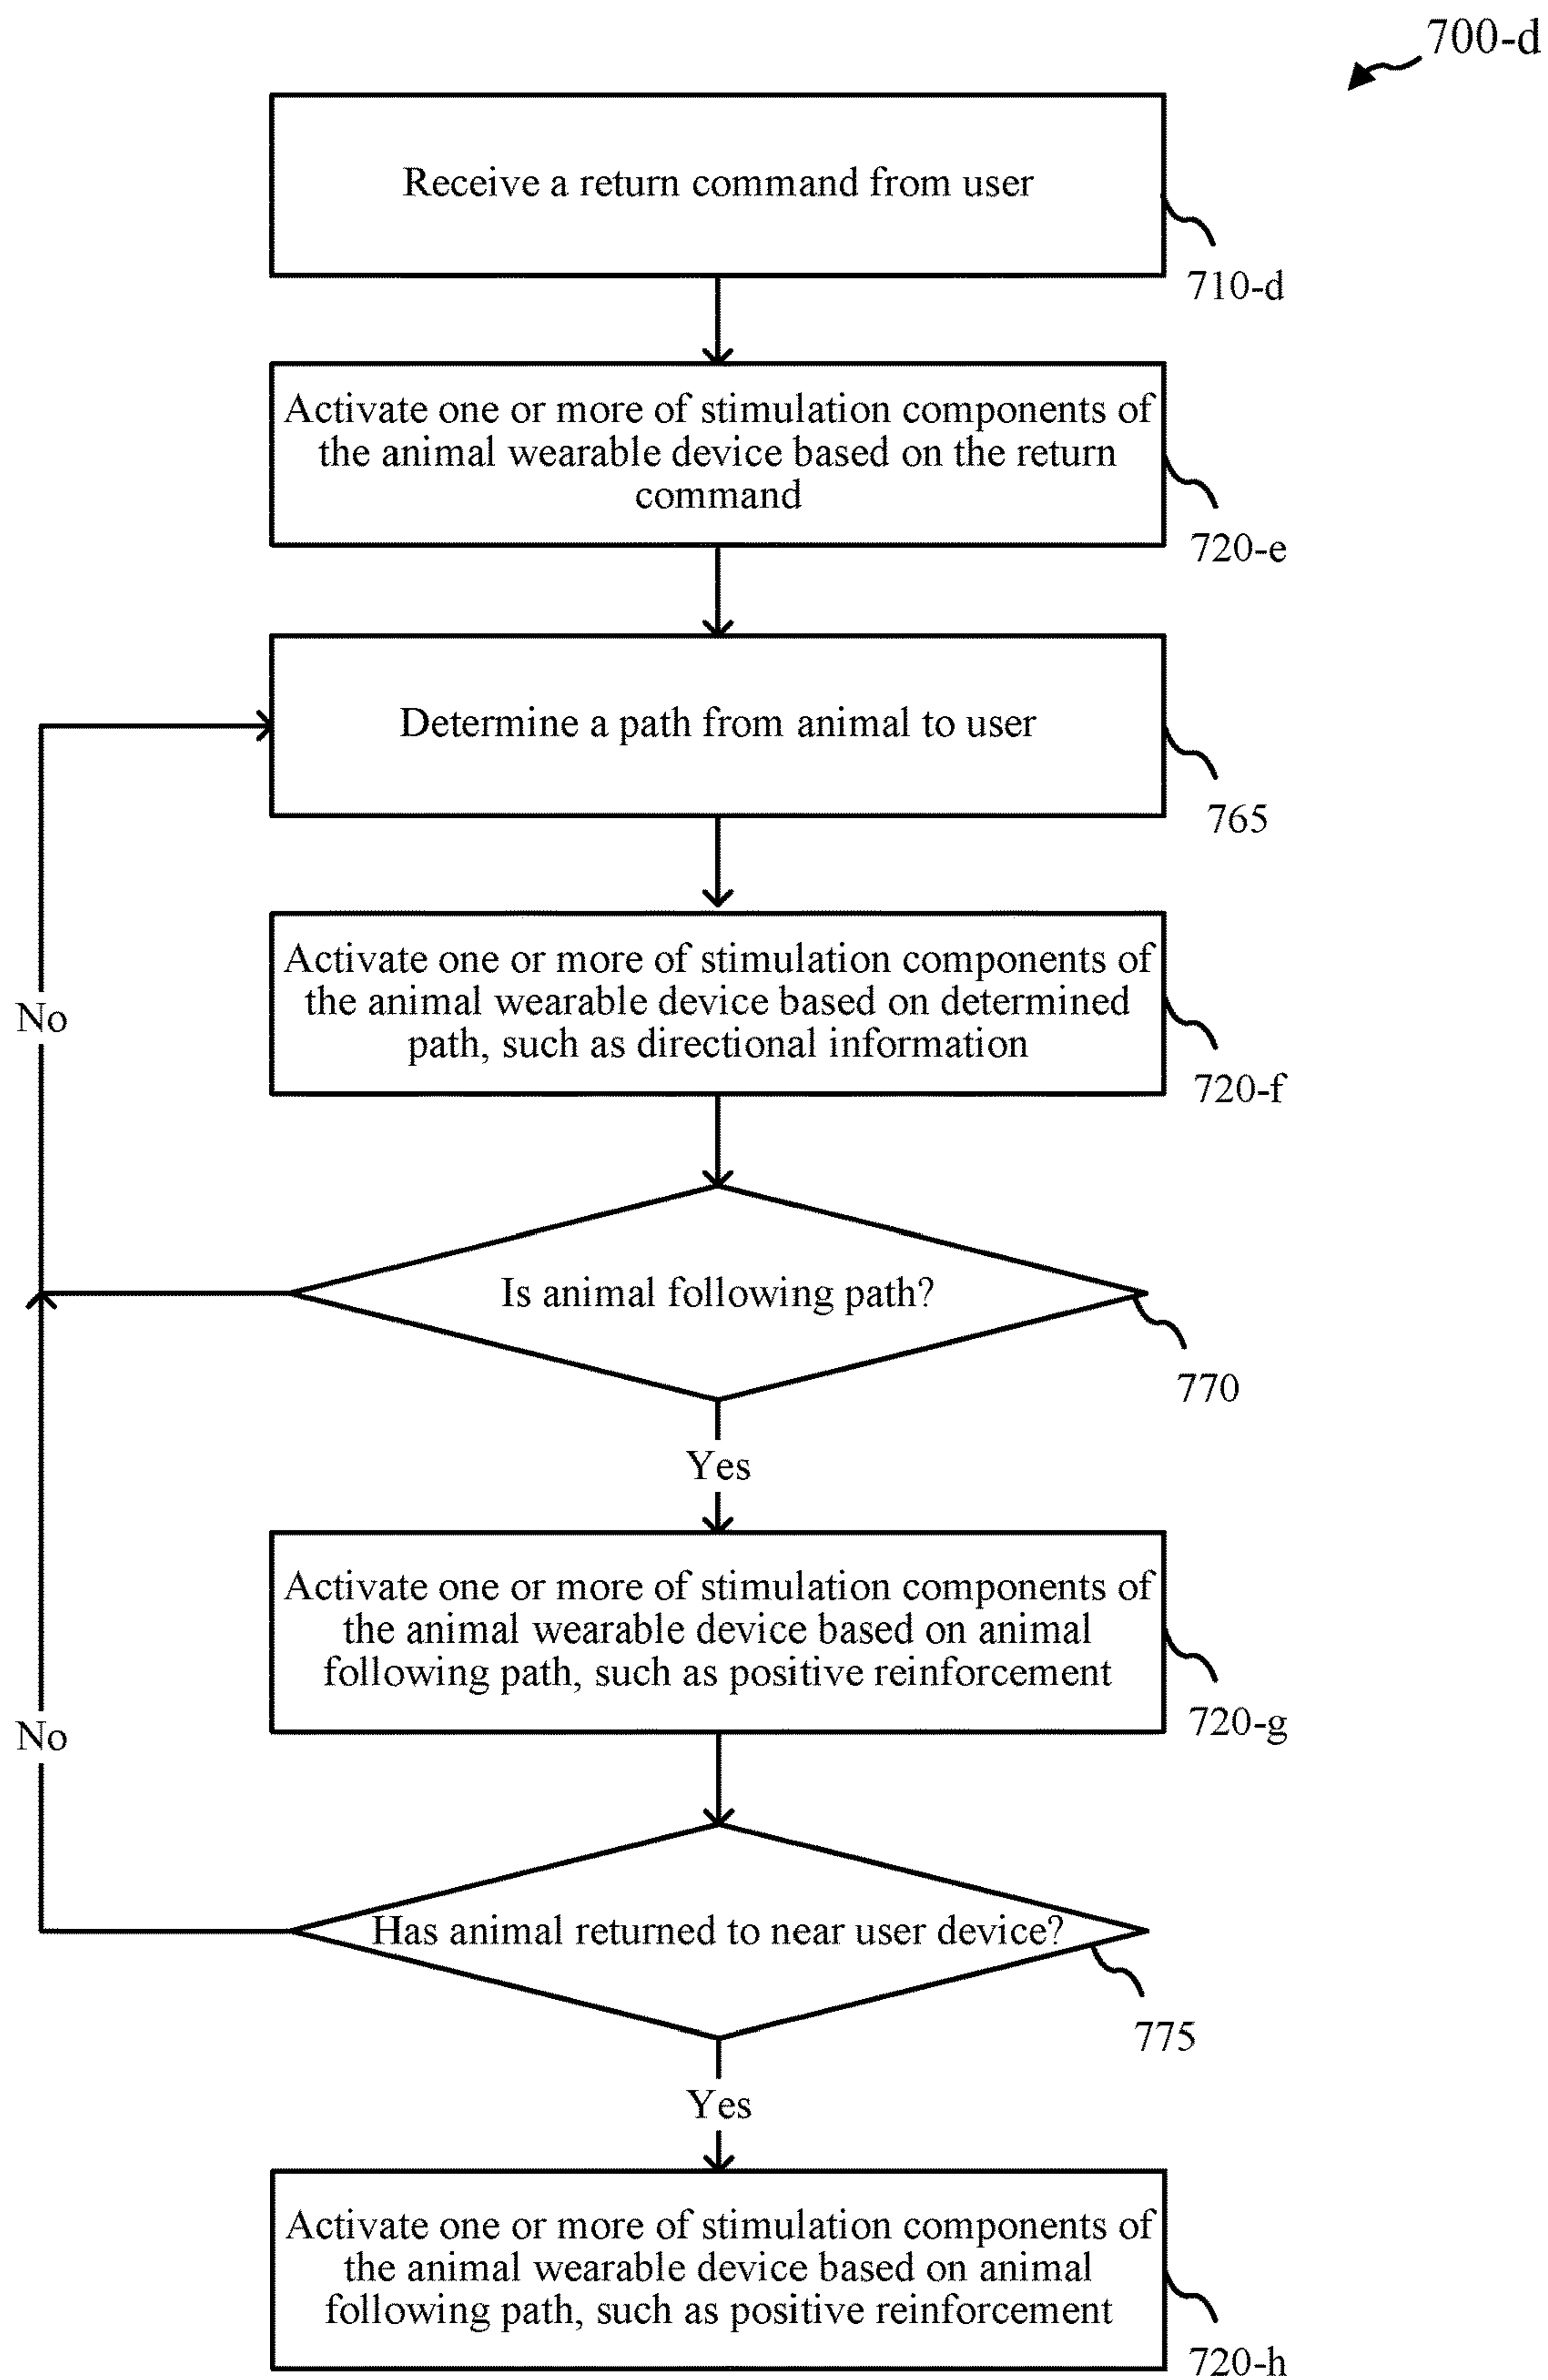 700-d
Receive a return command from user
710-d
Activate one or more of stimulation components of
the animal wearable device based on the return
command
720-e
Determine a path from animal to user
765
Activate one or more of stimulation components of
the animal wearable device based on determined
path, such as directional information
No
720-f
Is animal following path?
770
Yes
Activate one or more of stimulation components of
the animal wearable device based on animal
following path, such as positive reinforcement
720-g
No
Has animal returned to near user device?
775
Yes
Activate one or more of stimulation components of
the animal wearable device based on animal
following path, such as positive reinforcement
720-h